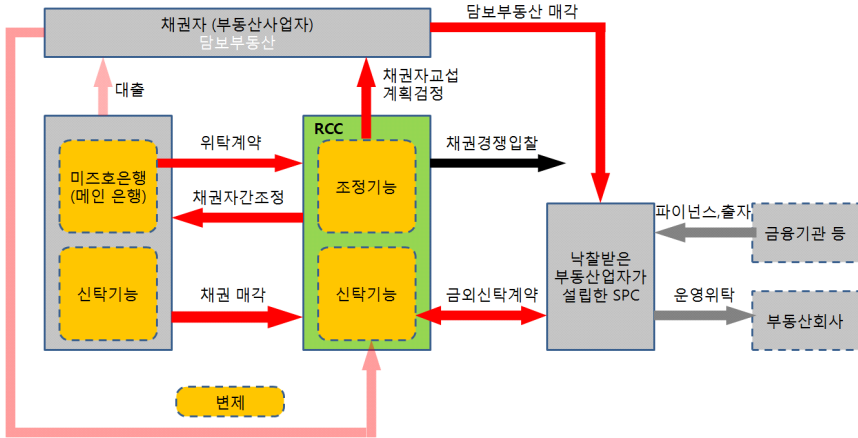 채권자 (부동산사업자)
담보부동산
담보부동산 매각
대출
채권자교섭
계획검정
RCC
위탁계약
채권경쟁입찰
미즈호은행
(메인 은행)
조정기능
채권자간조정
파이넌스,출자
금융기관 등
낙찰받은
부동산업자가
설립한 SPC
신탁기능
채권 매각
신탁기능
금외신탁계약
운영위탁
부동산회사
변제